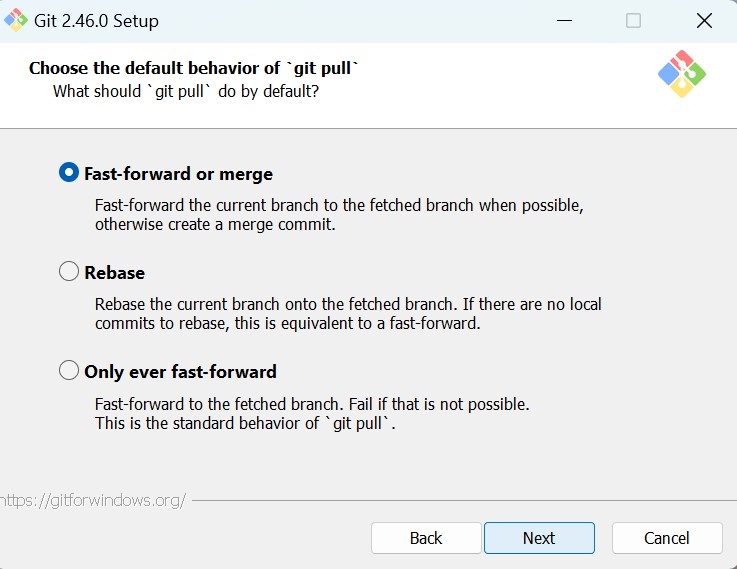 Git 2.46.0 Setup
Choose the default behavior of `git pull`
What should `git pull` do by default?
Fast-forward or merge
Fast-forward the current branch to the fetched branch when possible,
otherwise create a merge commit.
Rebase
Rebase the current branch onto the fetched branch. If there are no local
commits to rebase, this is equivalent to a fast-forward.
Only ever fast-forward
Fast-forward to the fetched branch. Fail if that is not possible.
This is the standard behavior of `git pull`.
https://gitforwindows.org/
Back Next Cancel